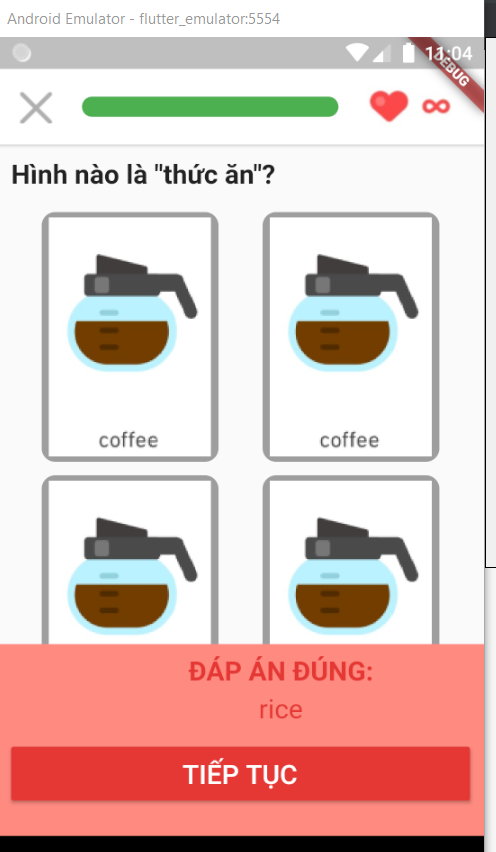 Android Emulator - flutter_emulator:5554
11:04
DEBUG
Hình nào là "thức ăn"?
coffee
coffee
ĐÁP ÁN ĐÚNG:
rice
TIẾP TỤC